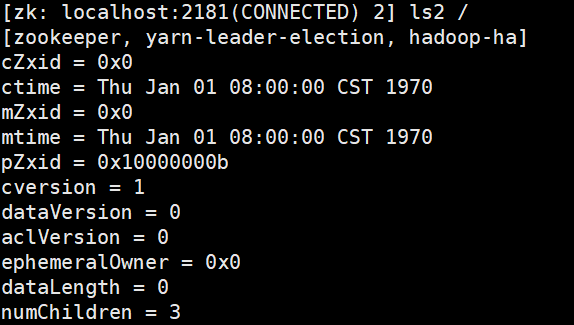 [zk: localhost:2181(CONNECTED) 2] ls2 /
[zookeeper, yarn-leader-election, hadoop-ha]
cZxid = 0x0
ctime = Thu Jan 01 08:00:00 CST 1970
mZxid = 0x0
mtime = Thu Jan 01 08:00:00 CST 1970
pZxid = 0x10000000b
cversion = 1
dataVersion = 0
aclVersion = 0
ephemeralOwner = 0x0
dataLength = 0
numChildren = 3